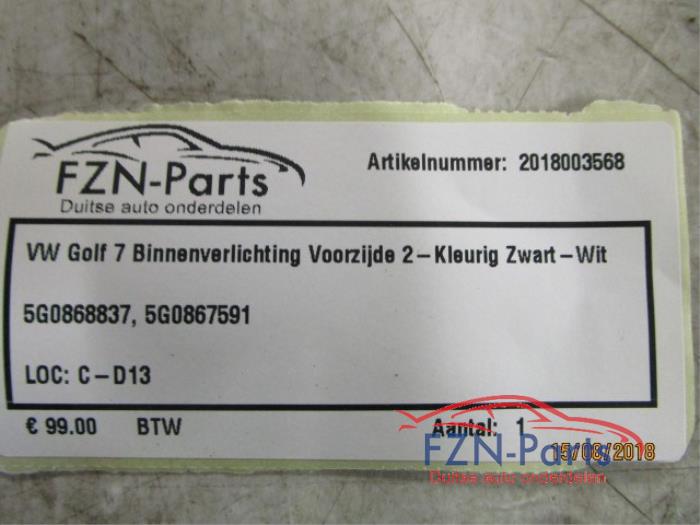 FZN-Parts
Duitse auto onderdelen
Artikelnummer: 2018003568
VW Golf 7 Binnenverlichting Voorzijde 2-Kleurig Zwart-Wit
5G0868837, 5G0867591
LOC: C-D13
€ 99.00 BTW Aantal: 1
FZN-Parts
Duitse auto onderdelen
15/08/2018